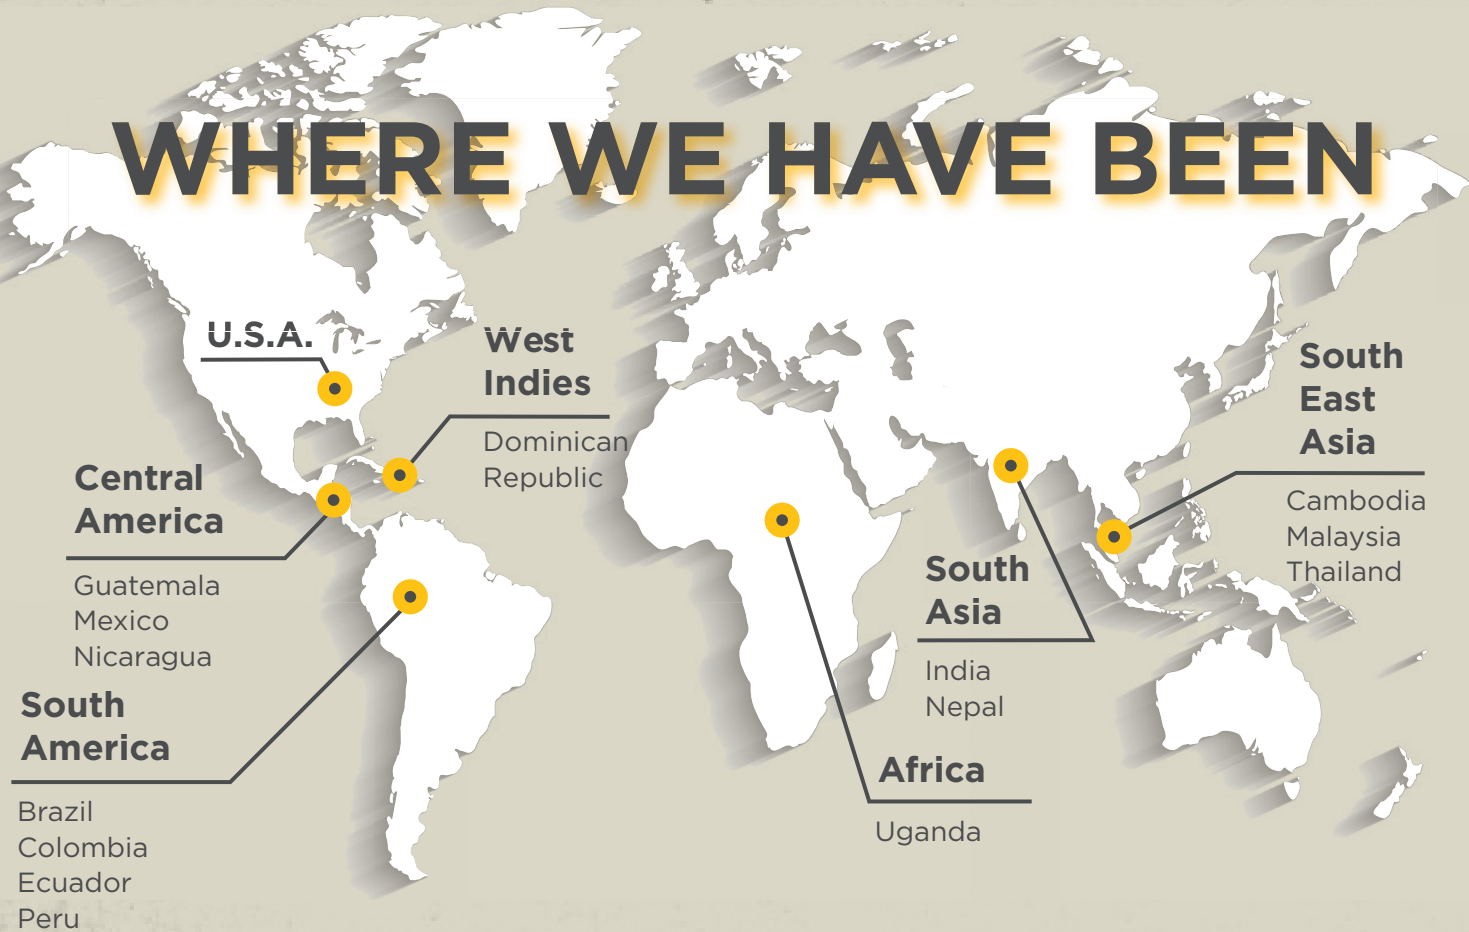 WHERE WE HAVE BEEN
U.S.A.
West
Indies
Dominican
Republic
Central
America
Guatemala
Mexico
Nicaragua
South
America
Brazil
Colombia
Ecuador
Peru
South
East
Asia
Cambodia
Malaysia
Thailand
South
Asia
India
Nepal
Africa
Uganda